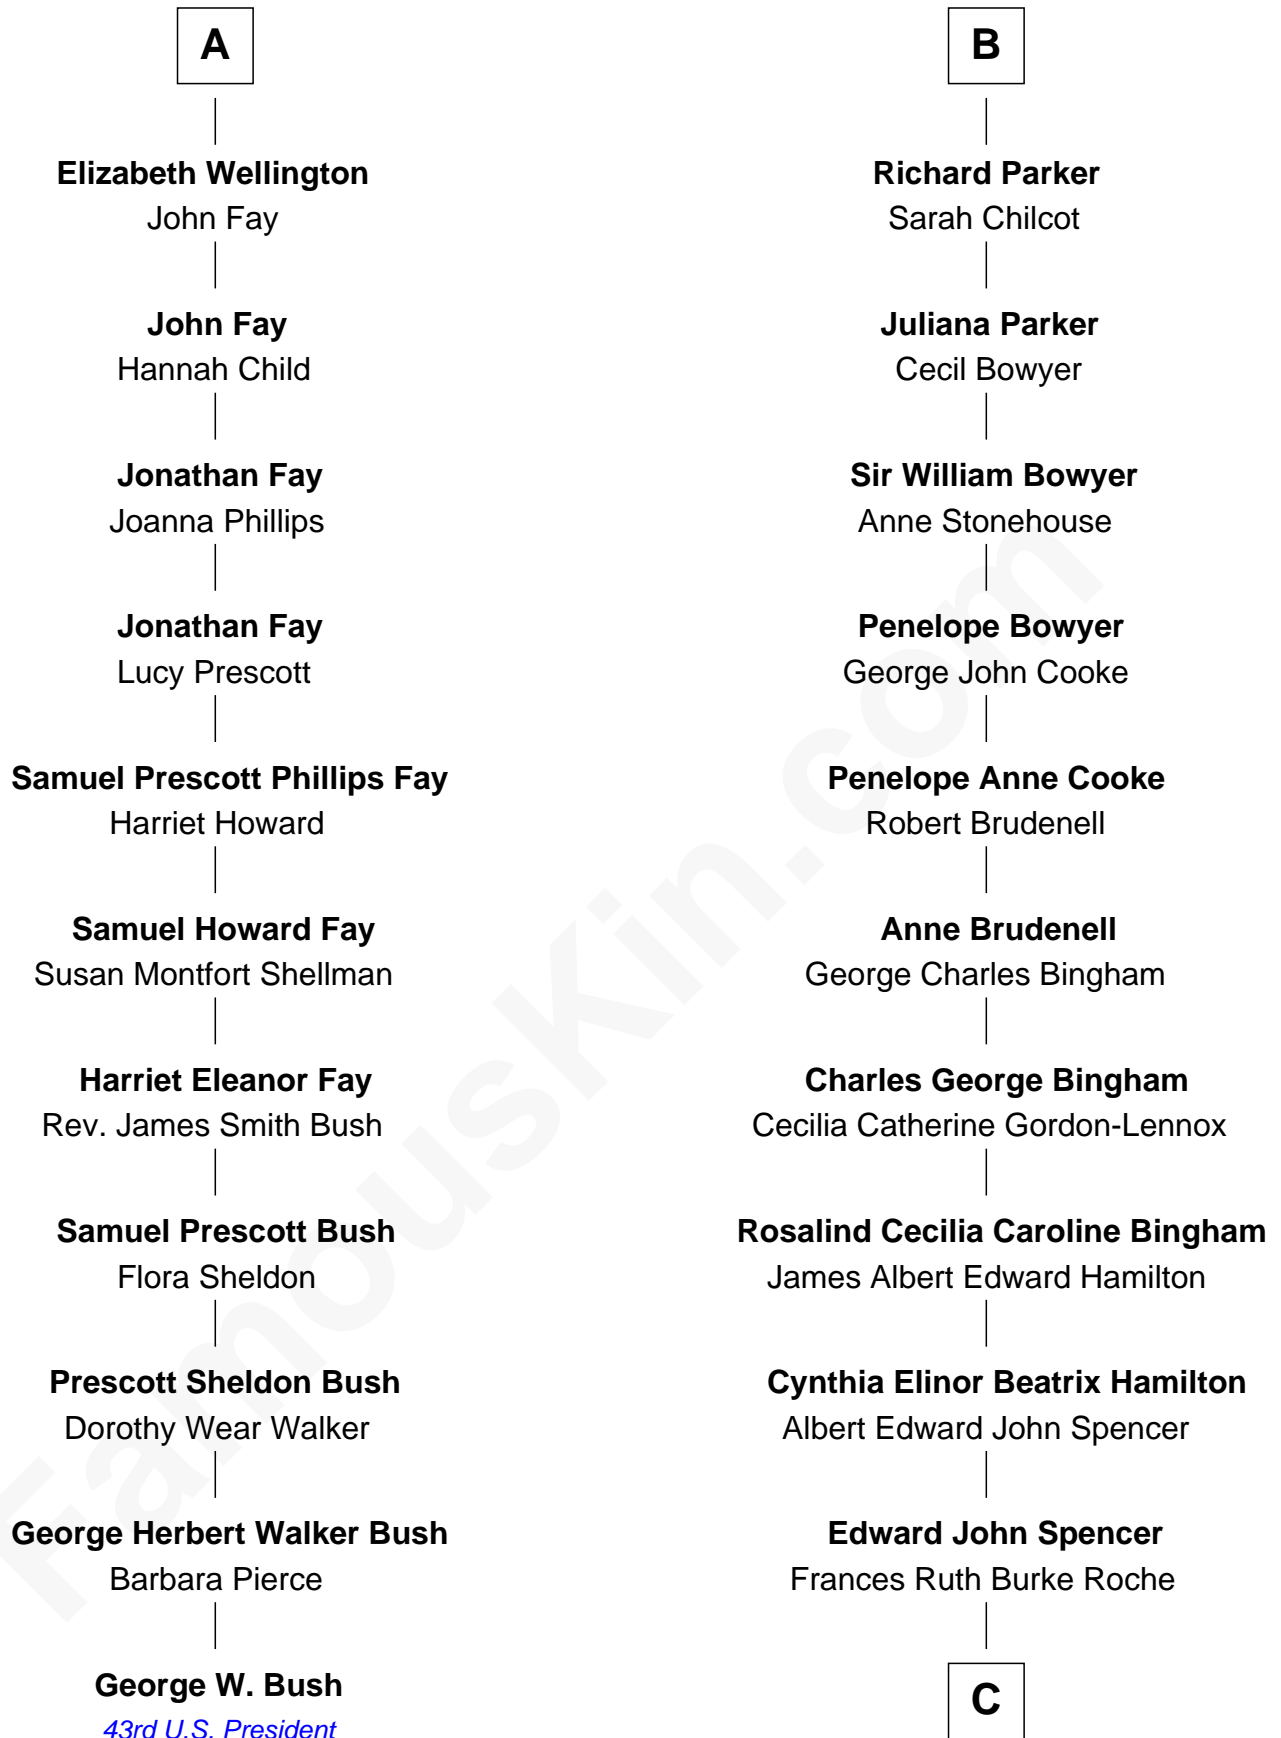 A
Elizabeth Wellington
John Fay
John Fay
Hannah Child
Jonathan Fay
Joanna Phillips
Jonathan Fay
Lucy Prescott
Samuel Prescott Phillips Fay
Harriet Howard
Samuel Howard Fay
Susan Montfort Shellman
Harriet Eleanor Fay
Rev. James Smith Bush
Samuel Prescott Bush
Flora Sheldon
Prescott Sheldon Bush
Dorothy Wear Walker
George Herbert Walker Bush
Barbara Pierce
George W. Bush
43rd U.S. President
B
Richard Parker
Sarah Chilcot
Juliana Parker
Cecil Bowyer
Sir William Bowyer
Anne Stonehouse
Penelope Bowyer
George John Cooke
Penelope Anne Cooke
Robert Brudenell
Anne Brudenell
George Charles Bingham
Charles George Bingham
Cecilia Catherine Gordon-Lennox
Rosalind Cecilia Caroline Bingham
James Albert Edward Hamilton
Cynthia Elinor Beatrix Hamilton
Albert Edward John Spencer
Edward John Spencer
Frances Ruth Burke Roche
C
FamousKin.com